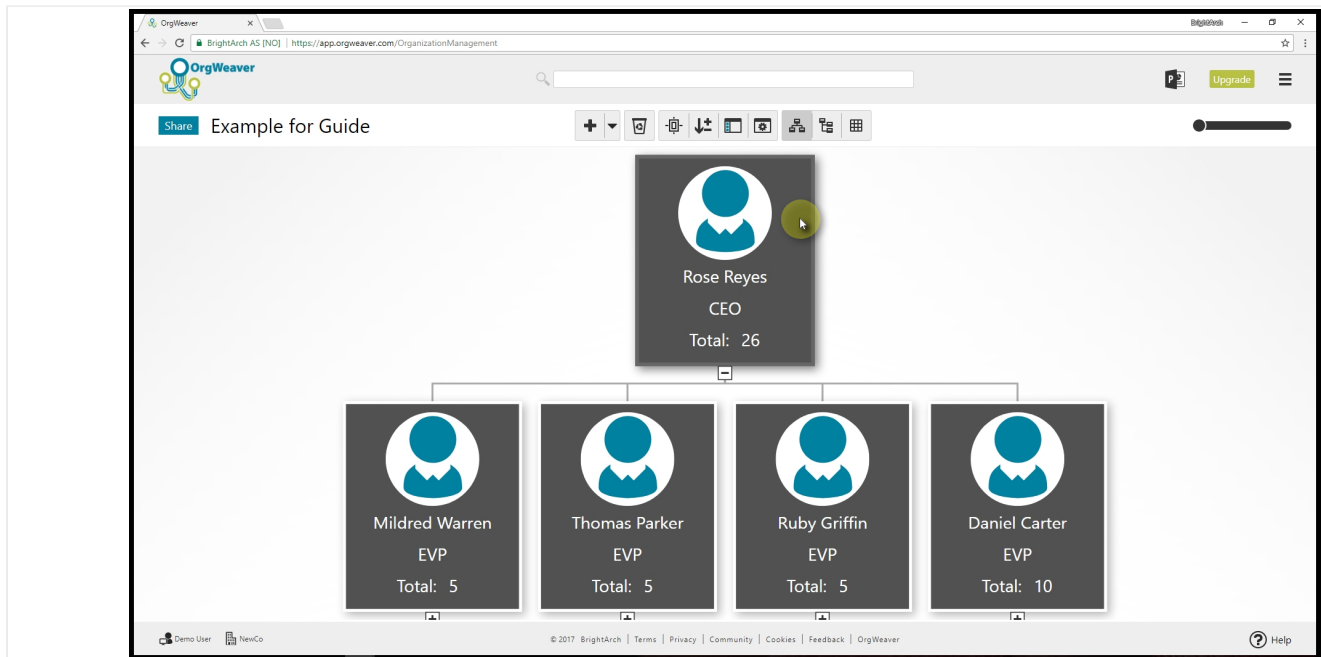 OrgWeaver
BrightArch
BrightArch AS [NO] | https://app.orgweaver.com/OrganizationManagement
OrgWeaver
Upgrade
Share Example for Guide
Rose Reyes
CEO
Total: 26
Mildred Warren Thomas Parker Ruby Griffin Daniel Carter
EVP EVP EVP EVP
Total: 5 Total: 5 Total: 5 Total: 10
Demo User NewCo © 2017 BrightArch | Terms | Privacy | Community | Cookies | Feedback | OrgWeaver Help